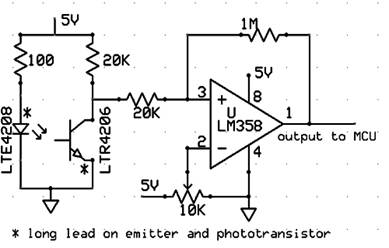 5V
1M
100
20K
5V
3
+
8
U
1
LTE4208
*
LTR4206
20K
LM358
output to MCU
2
-
4
*
5V
10K
* long lead on emitter and phototransistor